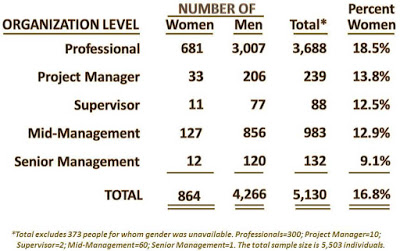 NUMBER OF Percent
ORGANIZATION LEVEL Women Men Total* Women
Professional 681 3,007 3,688 18.5%
Project Manager 33 206 239 13.8%
Supervisor 11 77 88 12.5%
Mid-Management 127 856 983 12.9%
Senior Management 12 120 132 9.1%
TOTAL 864 4,266 5,130 16.8%
*Total excludes 373 people for whom gender was unavailable. Professionals=300; Project Manager=10;
Supervisor=2; Mid-Management=60; Senior Management=1. The total sample size is 5,503 individuals.